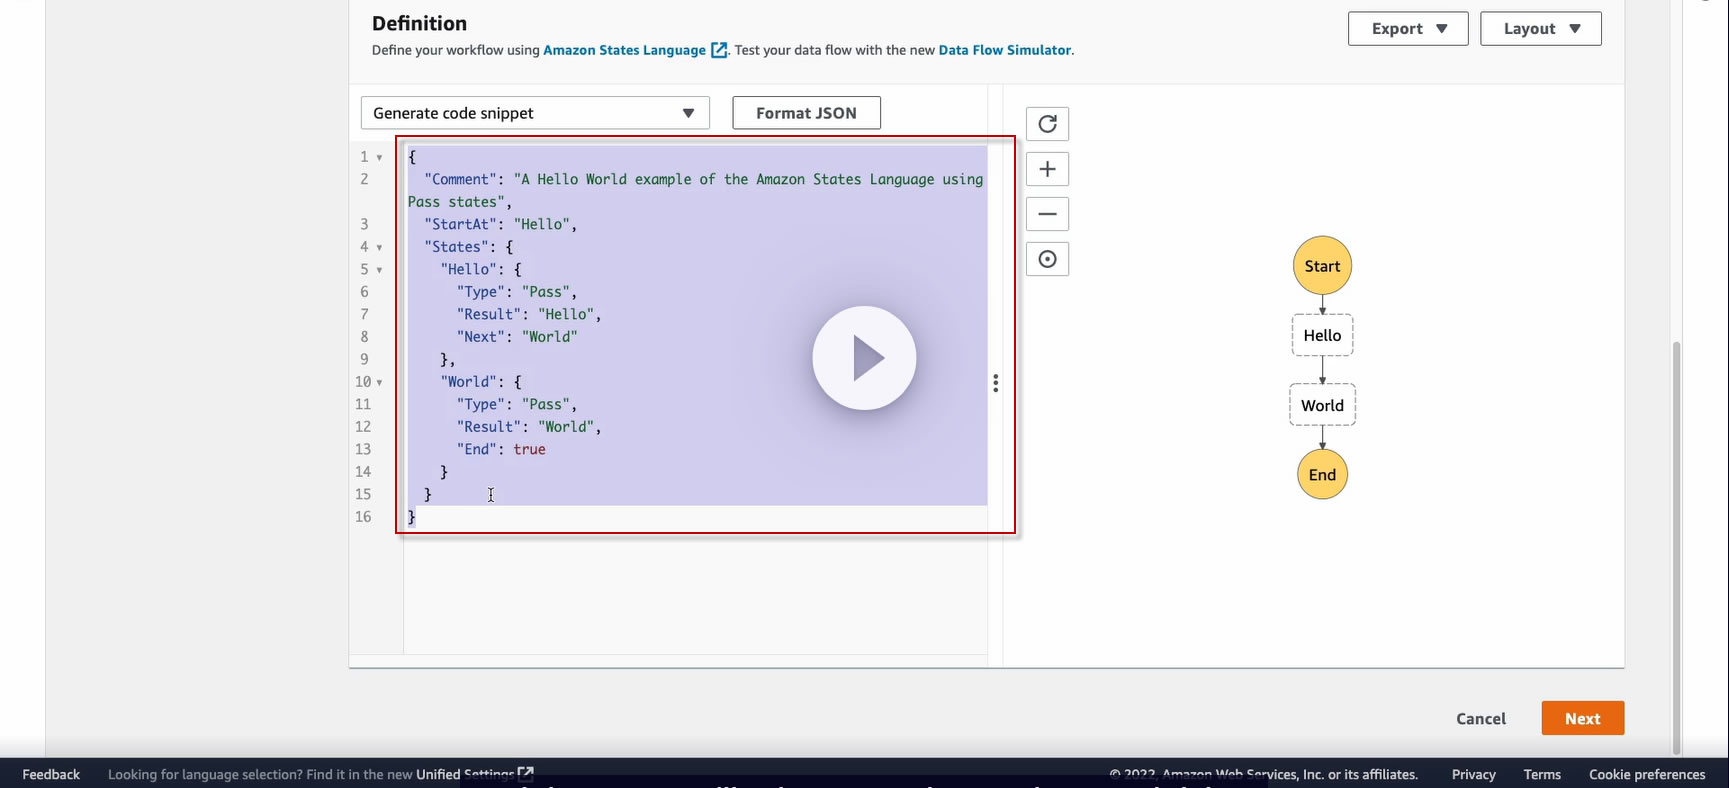 Definition
Export
Layout
Define your workflow using Amazon States Language. Test your data flow with the new Data Flow Simulator.
Generate code snippet
Format JSON
1 {
2 "Comment": "A Hello World example of the Amazon States Language using
Pass states",
3 "StartAt": "Hello",
4 "States": {
5 "Hello": {
6 "Type": "Pass",
7 "Result": "Hello",
8 "Next": "World"
9 },
10 "World": {
11 "Type": "Pass",
12 "Result": "World",
13 "End": true
14 }
15 }
16 }
Start
Hello
World
End
Cancel
Next
Feedback
Looking for language selection? Find it in the new Unified Settings
© 2022, Amazon Web Services, Inc. or its affiliates.
Privacy
Terms
Cookie preferences